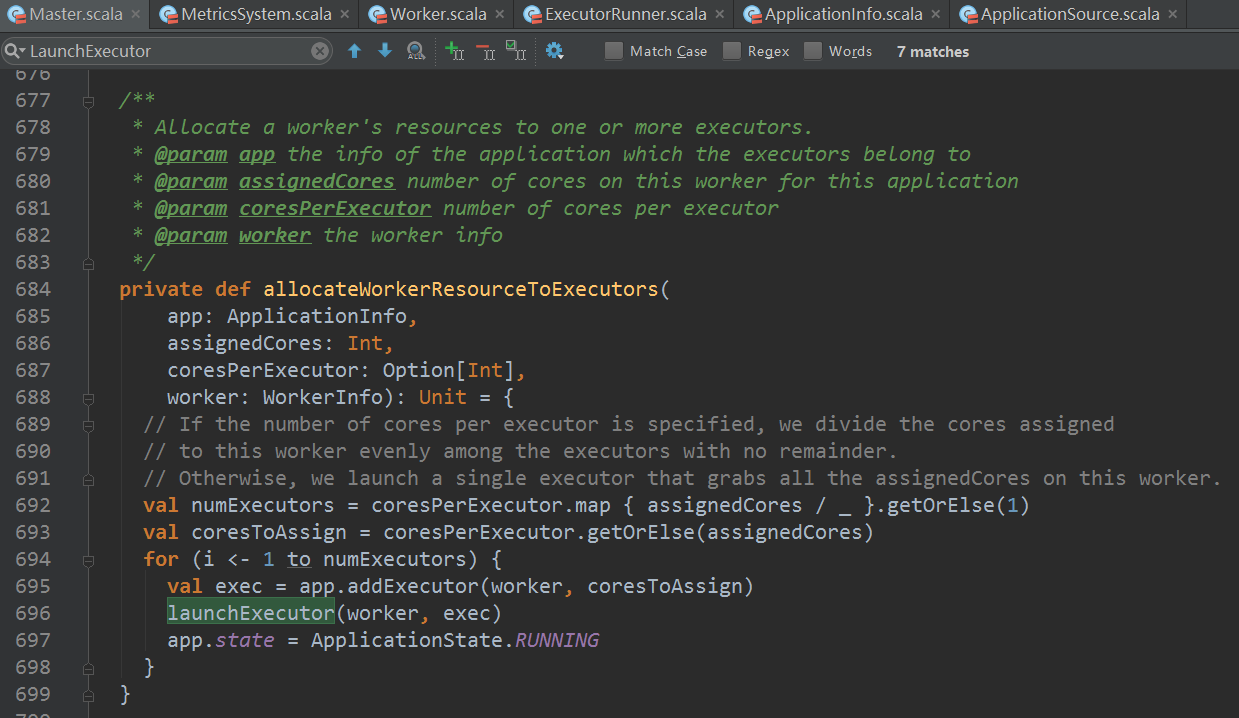 Master.scala × MetricsSystem.scala × Worker.scala × ExecutorRunner.scala × ApplicationInfo.scala × ApplicationSource.scala ×
LaunchExecutor ALL Match Case Regex Words 7 matches
676
677 /**
678 * Allocate a worker's resources to one or more executors.
679 * @param app the info of the application which the executors belong to
680 * @param assignedCores number of cores on this worker for this application
681 * @param coresPerExecutor number of cores per executor
682 * @param worker the worker info
683 */
684 private def allocateWorkerResourceToExecutors(
685 app: ApplicationInfo,
686 assignedCores: Int,
687 coresPerExecutor: Option[Int],
688 worker: WorkerInfo): Unit = {
689 // If the number of cores per executor is specified, we divide the cores assigned
690 // to this worker evenly among the executors with no remainder.
691 // Otherwise, we launch a single executor that grabs all the assignedCores on this worker.
692 val numExecutors = coresPerExecutor.map { assignedCores / _ }.getOrElse(1)
693 val coresToAssign = coresPerExecutor.getOrElse(assignedCores)
694 for (i <- 1 to numExecutors) {
695 val exec = app.addExecutor(worker, coresToAssign)
696 launchExecutor(worker, exec)
697 app.state = ApplicationState.RUNNING
698 }
699 }
700